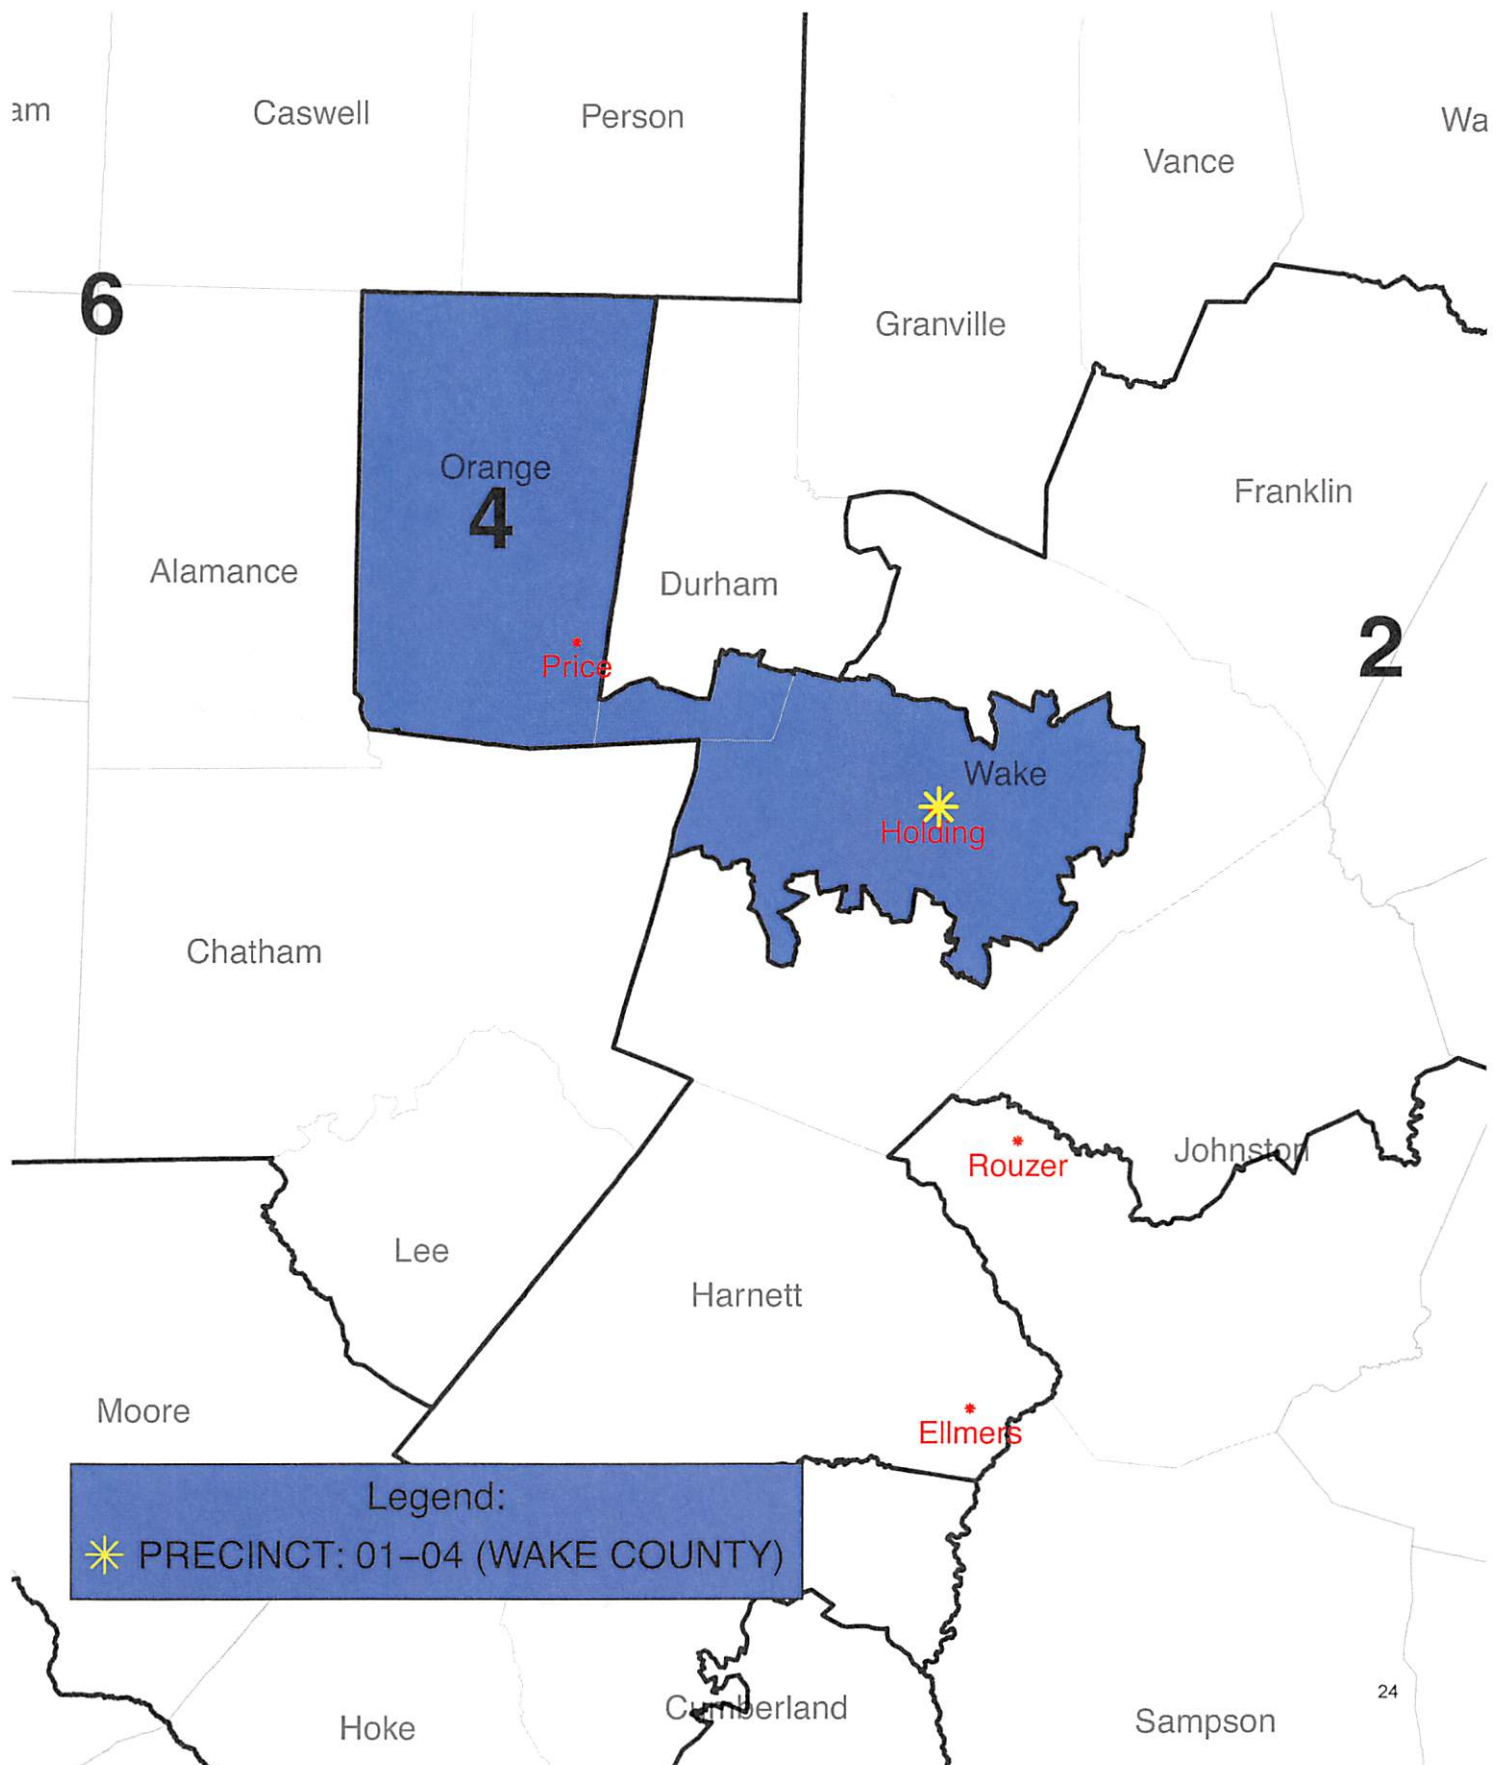 am
Caswell
Person
Wa
Vance
6
Granville
Orange
4
Franklin
Alamance
Durham
2
Price
Wake
Holding
Chatham
Johnston
Rouzer
Lee
Harnett
Moore
Ellmers
Legend:
PRECINCT: 01–04 (WAKE COUNTY)
24
Cumberland
Hoke
Sampson